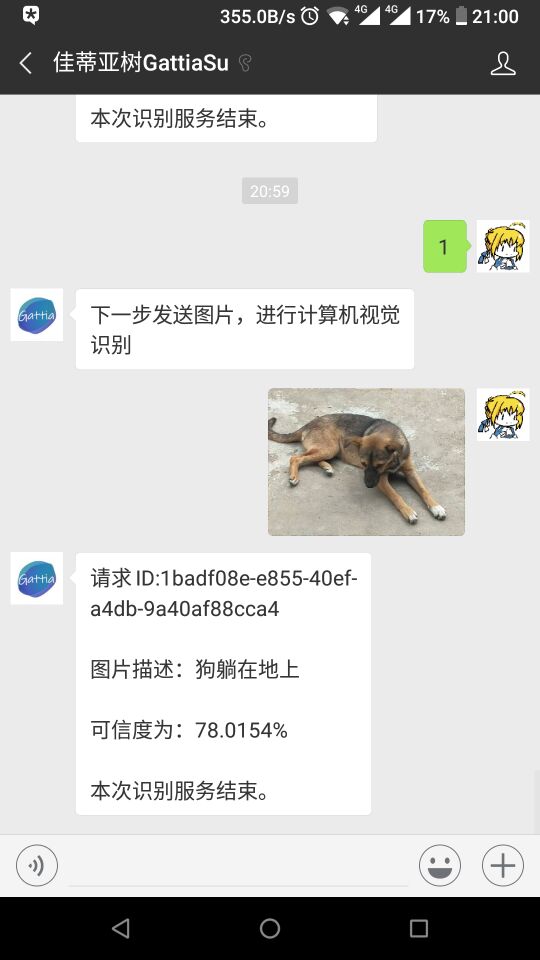 355.0B/s 4G 4G 17% 21:00
佳蒂亚树GattiaSu
本次识别服务结束。
20:59
1
Gattia
下一步发送图片，进行计算机视觉
识别
Gattia
请求 ID:1badf08e-e855-40ef-
a4db-9a40af88cca4
图片描述：狗躺在地上
可信度为：78.0154%
本次识别服务结束。